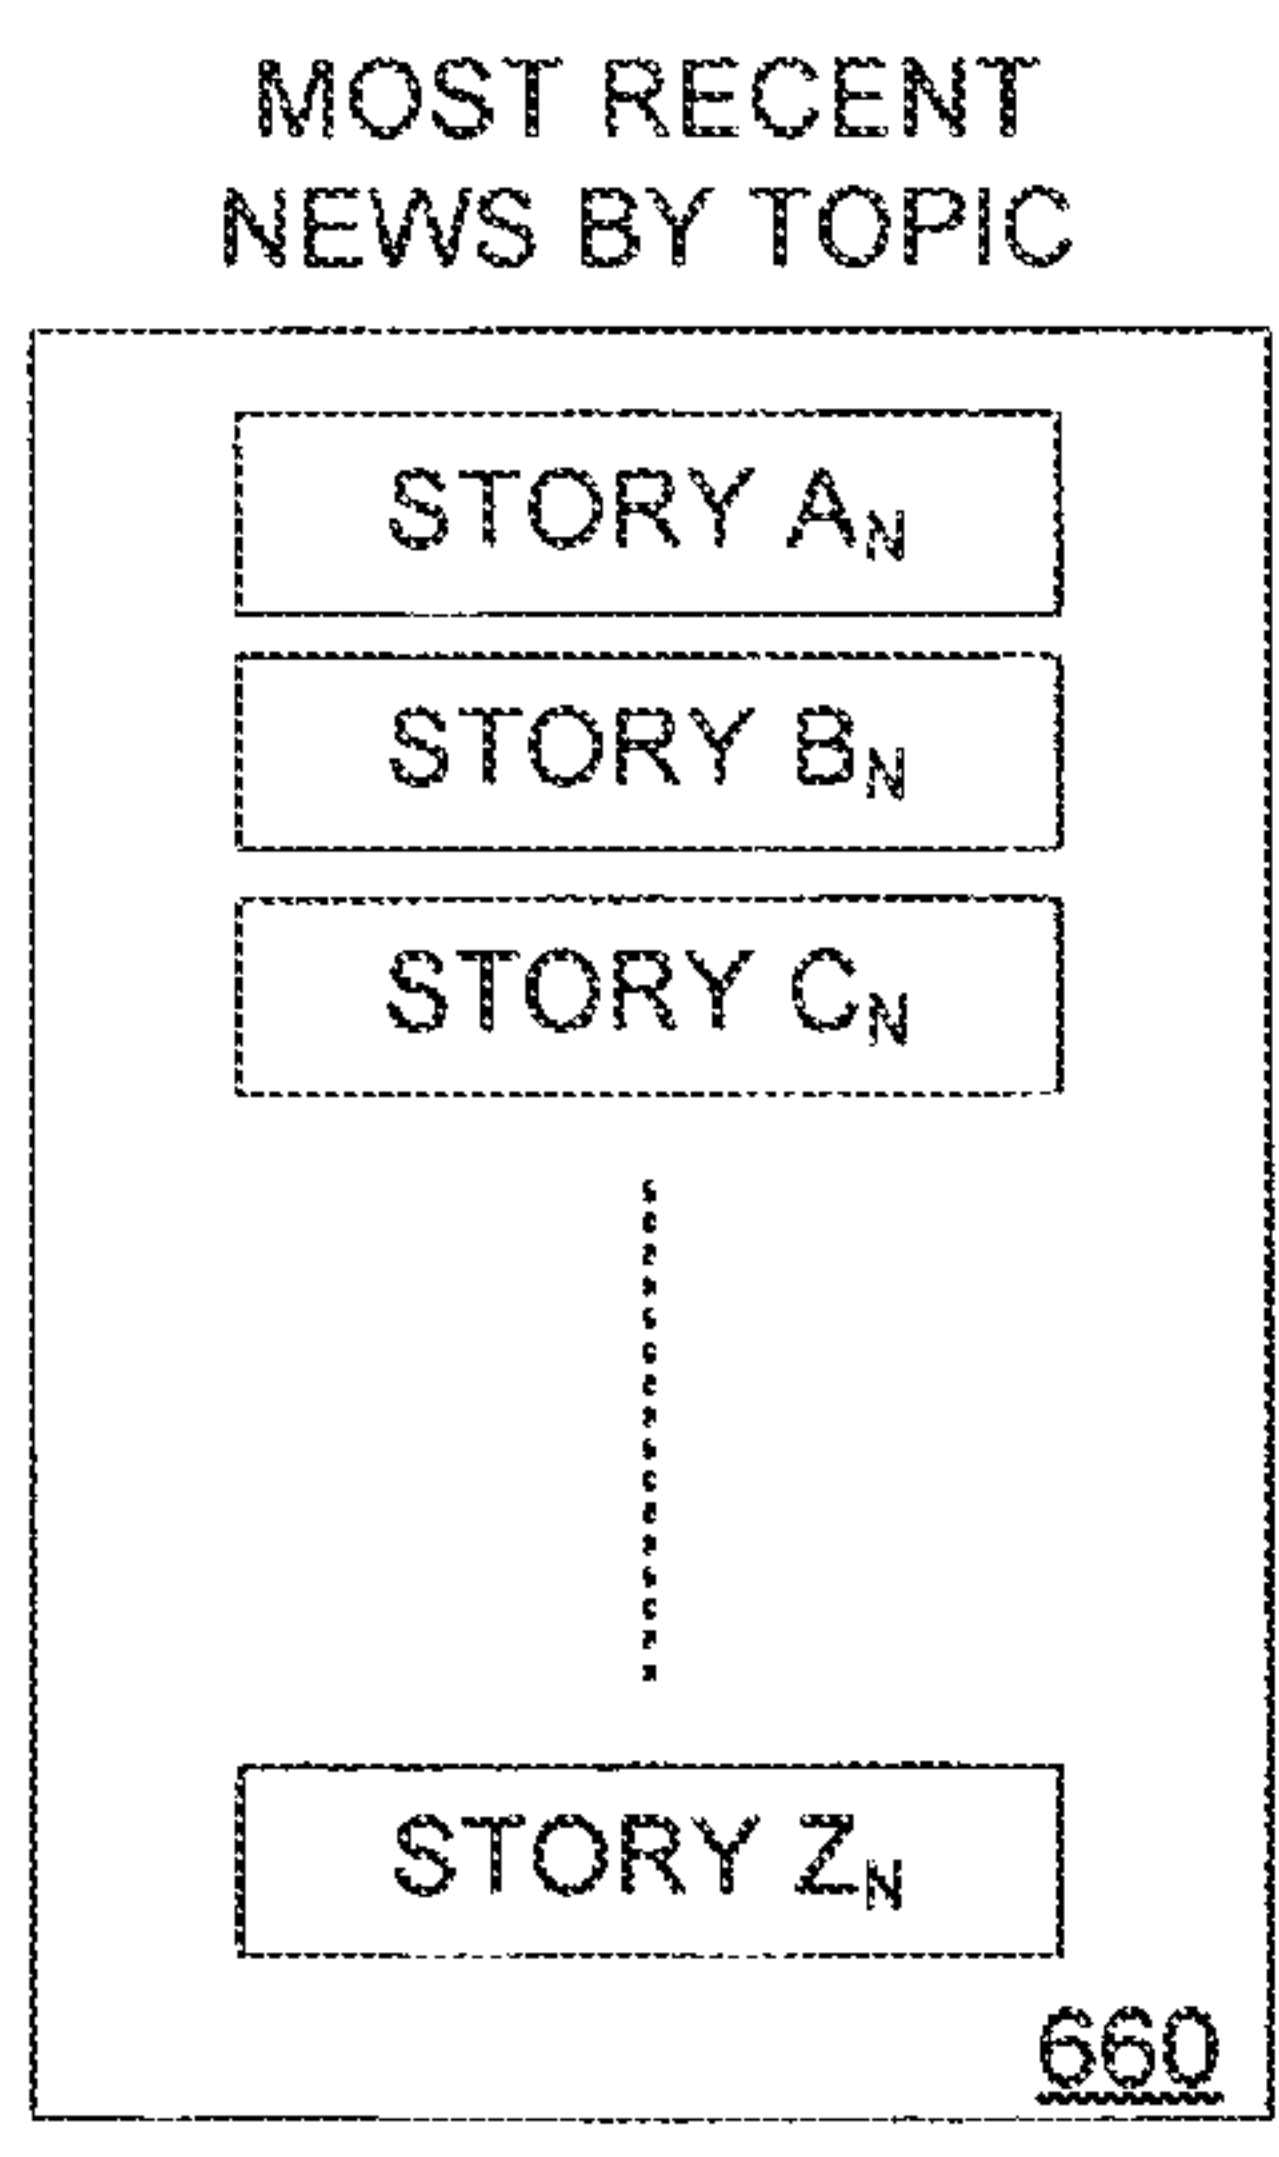 MOST RECENT
NEWS BY TOPIC
STORY A_N
STORY B_N
STORY C_N
STORY Z_N
660